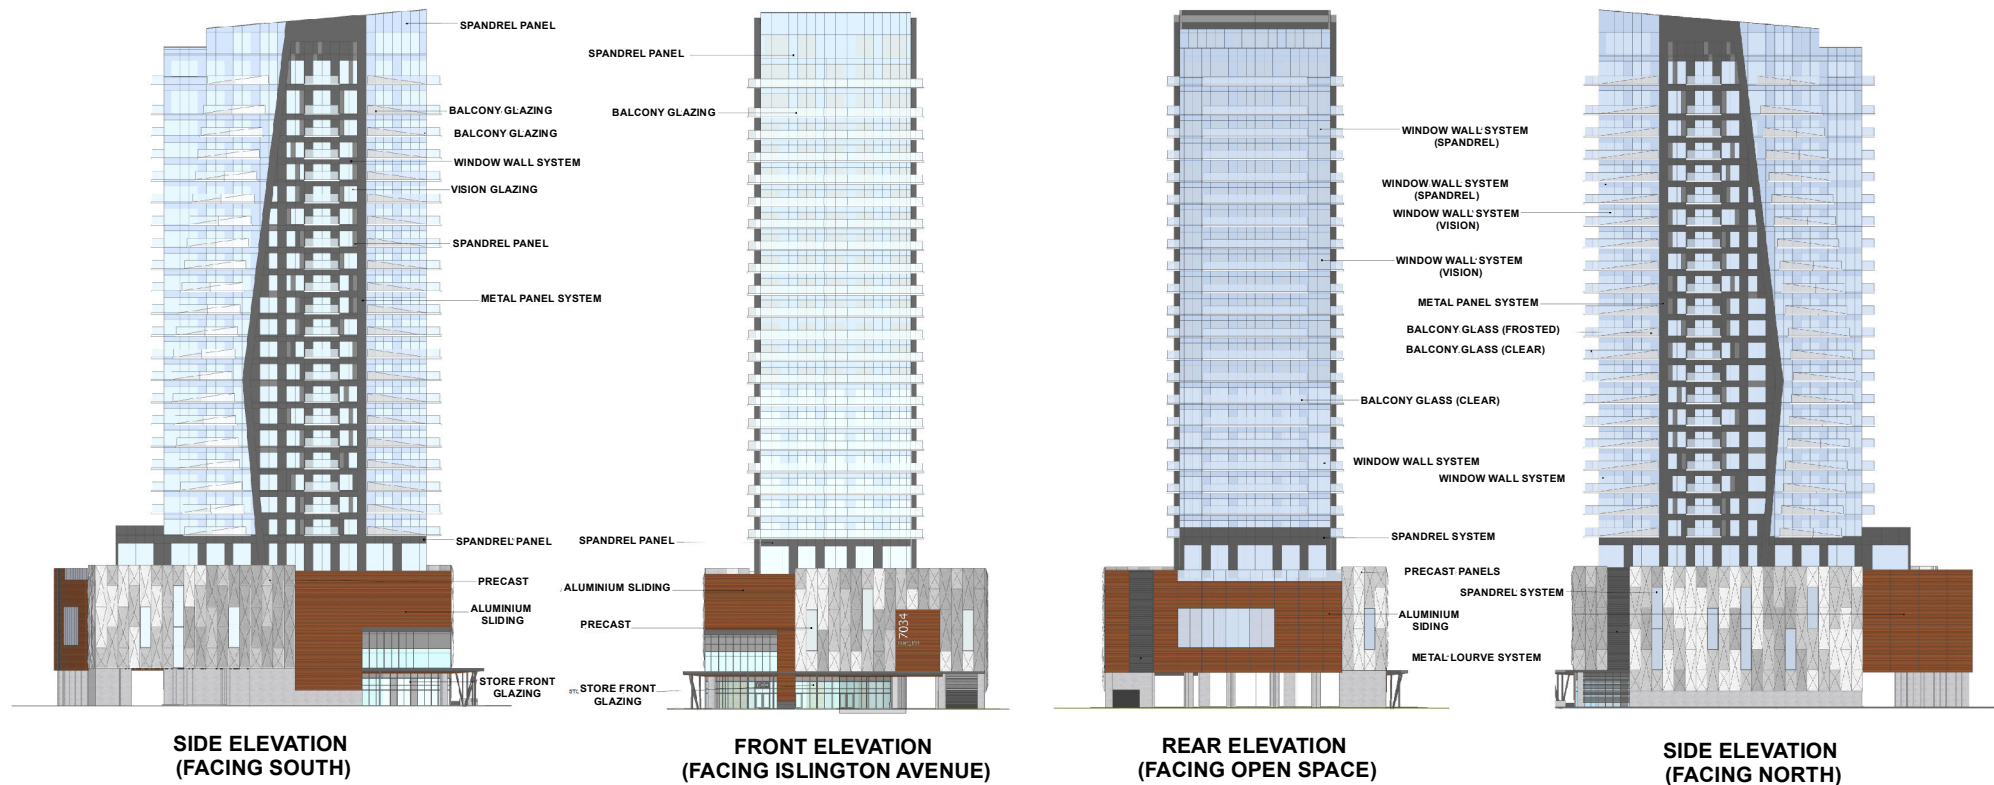 SPANDREL PANEL
BALCONY GLAZING
BALCONY GLAZING
WINDOW WALL SYSTEM
VISION GLAZING
SPANDREL PANEL
METAL PANEL SYSTEM
SPANDREL PANEL
PRECAST
ALUMINIUM
SLIDING
STORE FRONT
GLAZING
SIDE ELEVATION
(FACING SOUTH)
SPANDREL PANEL
BALCONY GLAZING
SPANDREL PANEL
ALUMINIUM SLIDING
PRECAST
STORE FRONT
GLAZING
7034
FRONT ELEVATION
(FACING ISLINGTON AVENUE)
WINDOW WALL SYSTEM
(SPANDREL)
WINDOW WALL SYSTEM
(VISION)
BALCONY GLASS (CLEAR)
WINDOW WALL SYSTEM
SPANDREL SYSTEM
PRECAST PANELS
ALUMINIUM
SIDING
METAL LOURVE SYSTEM
REAR ELEVATION
(FACING OPEN SPACE)
WINDOW WALL SYSTEM
(SPANDREL)
WINDOW WALL SYSTEM
(VISION)
METAL PANEL SYSTEM
BALCONY GLASS (FROSTED)
BALCONY GLASS (CLEAR)
WINDOW WALL SYSTEM
SPANDREL SYSTEM
SIDE ELEVATION
(FACING NORTH)